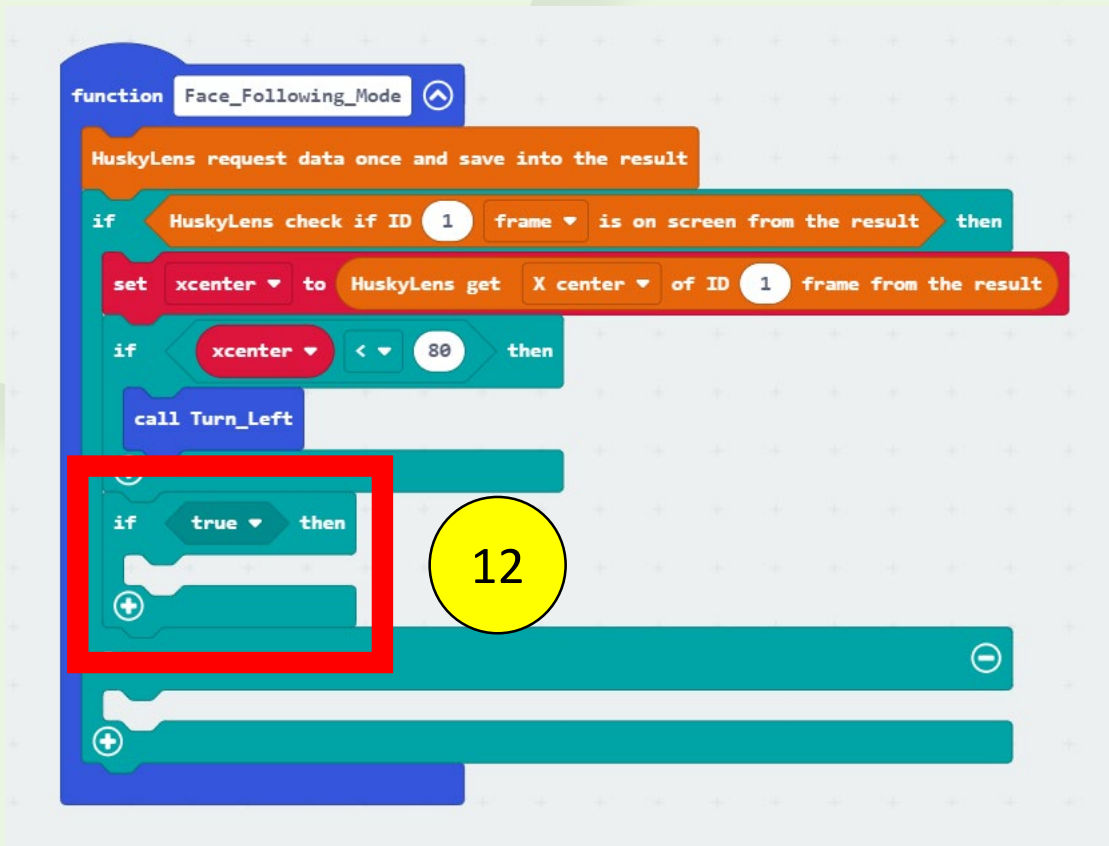 function Face_Following_Mode
HuskyLens request data once and save into the result
if HuskyLens check if ID 1 frame is on screen from the result then
set xcenter to HuskyLens get X center of ID 1 frame from the result
if xcenter < 80 then
call Turn_Left
if true then
12